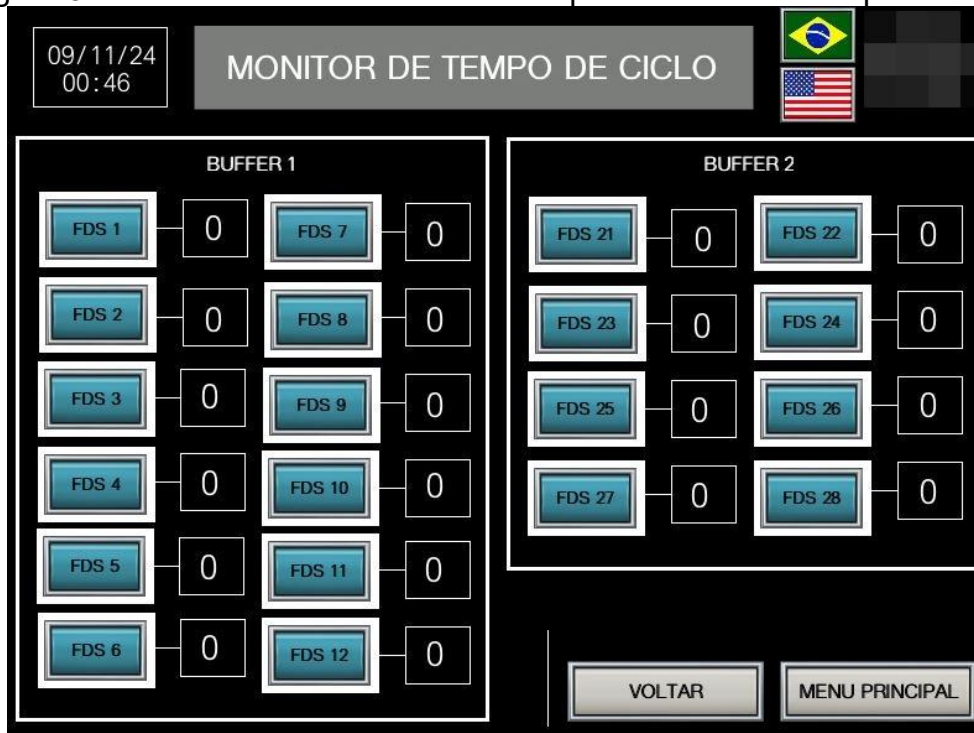 09/11/24
00:46
MONITOR DE TEMPO DE CICLO
BUFFER 1
FDS 1 0 FDS 7 0
FDS 2 0 FDS 8 0
FDS 3 0 FDS 9 0
FDS 4 0 FDS 10 0
FDS 5 0 FDS 11 0
FDS 6 0 FDS 12 0
BUFFER 2
FDS 21 0 FDS 22 0
FDS 23 0 FDS 24 0
FDS 25 0 FDS 26 0
FDS 27 0 FDS 28 0
VOLTAR
MENU PRINCIPAL